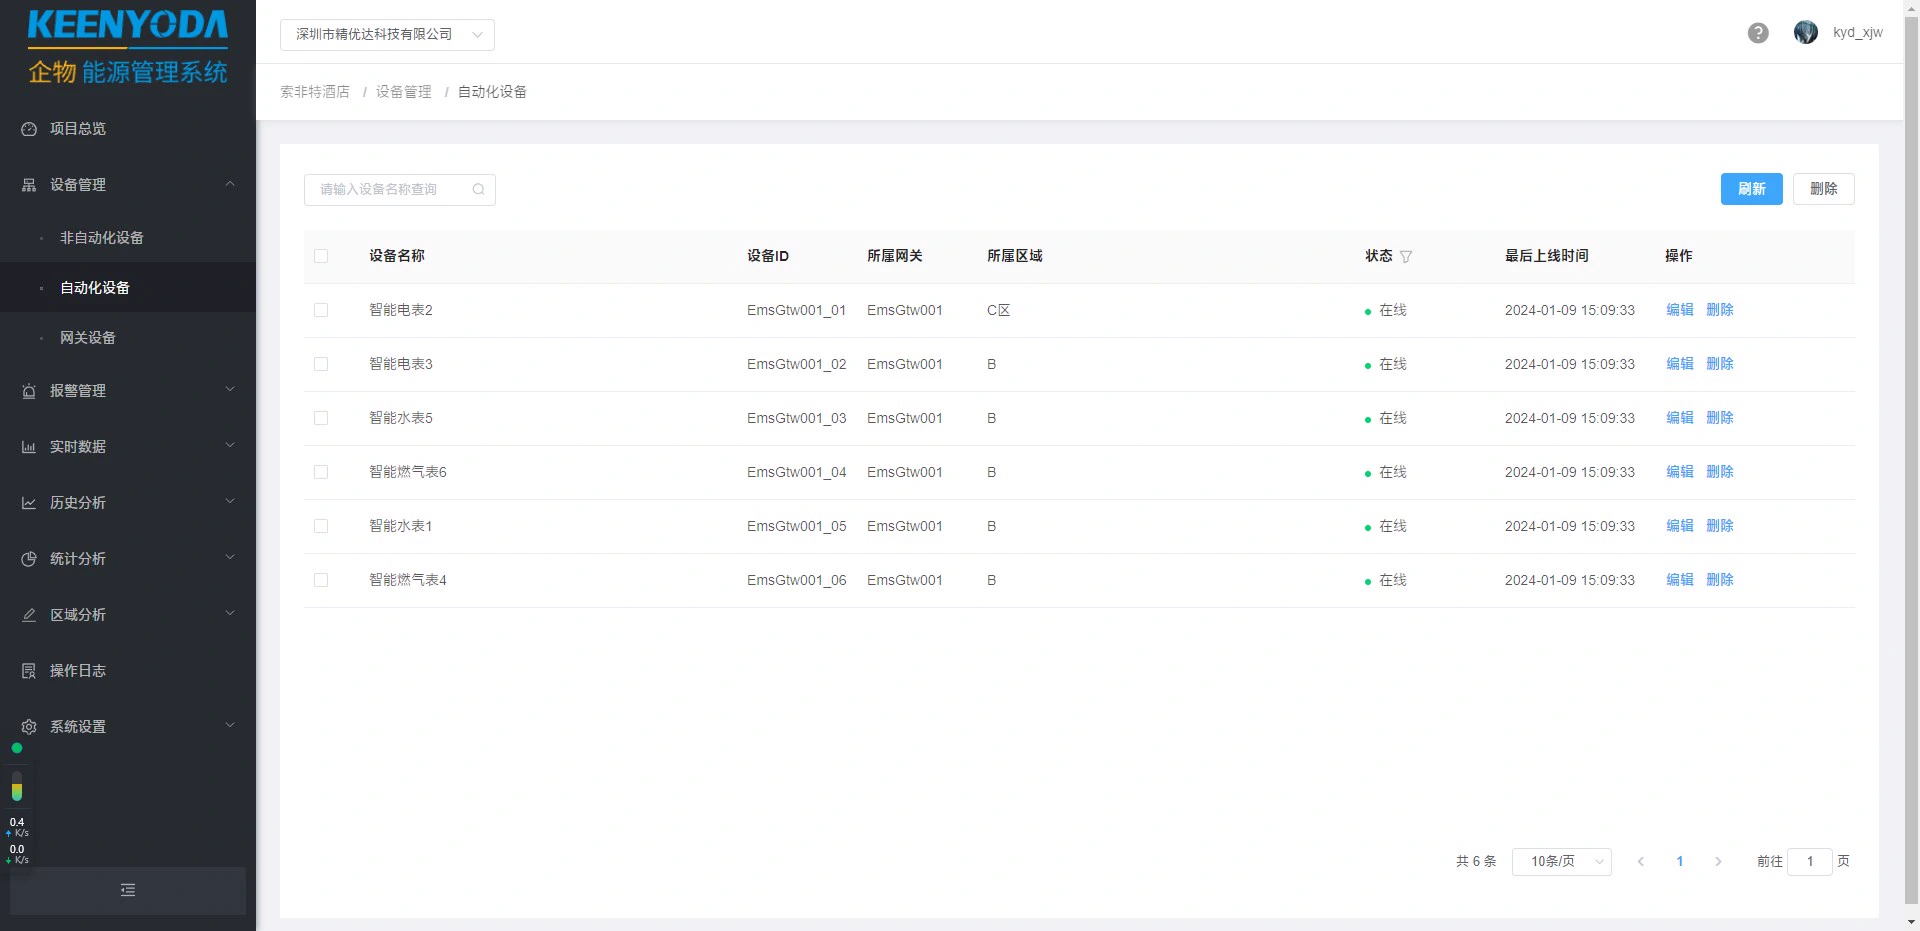 KEENYODA
企物 能源管理系统
项目总览
设备管理
非自动化设备
自动化设备
网关设备
报警管理
实时数据
历史分析
统计分析
区域分析
操作日志
系统设置
0.4
K/s
0.0
K/s
深圳市精优达科技有限公司
? kyd_xjw
索非特酒店 / 设备管理 / 自动化设备
请输入设备名称查询
刷新 删除
设备名称 设备ID 所属网关 所属区域 状态 最后上线时间 操作
智能电表2 EmsGtw001_01 EmsGtw001 C区 在线 2024-01-09 15:09:33 编辑 删除
智能电表3 EmsGtw001_02 EmsGtw001 B 在线 2024-01-09 15:09:33 编辑 删除
智能水表5 EmsGtw001_03 EmsGtw001 B 在线 2024-01-09 15:09:33 编辑 删除
智能燃气表6 EmsGtw001_04 EmsGtw001 B 在线 2024-01-09 15:09:33 编辑 删除
智能水表1 EmsGtw001_05 EmsGtw001 B 在线 2024-01-09 15:09:33 编辑 删除
智能燃气表4 EmsGtw001_06 EmsGtw001 B 在线 2024-01-09 15:09:33 编辑 删除
共 6 条 10条/页 1 前往 1 页